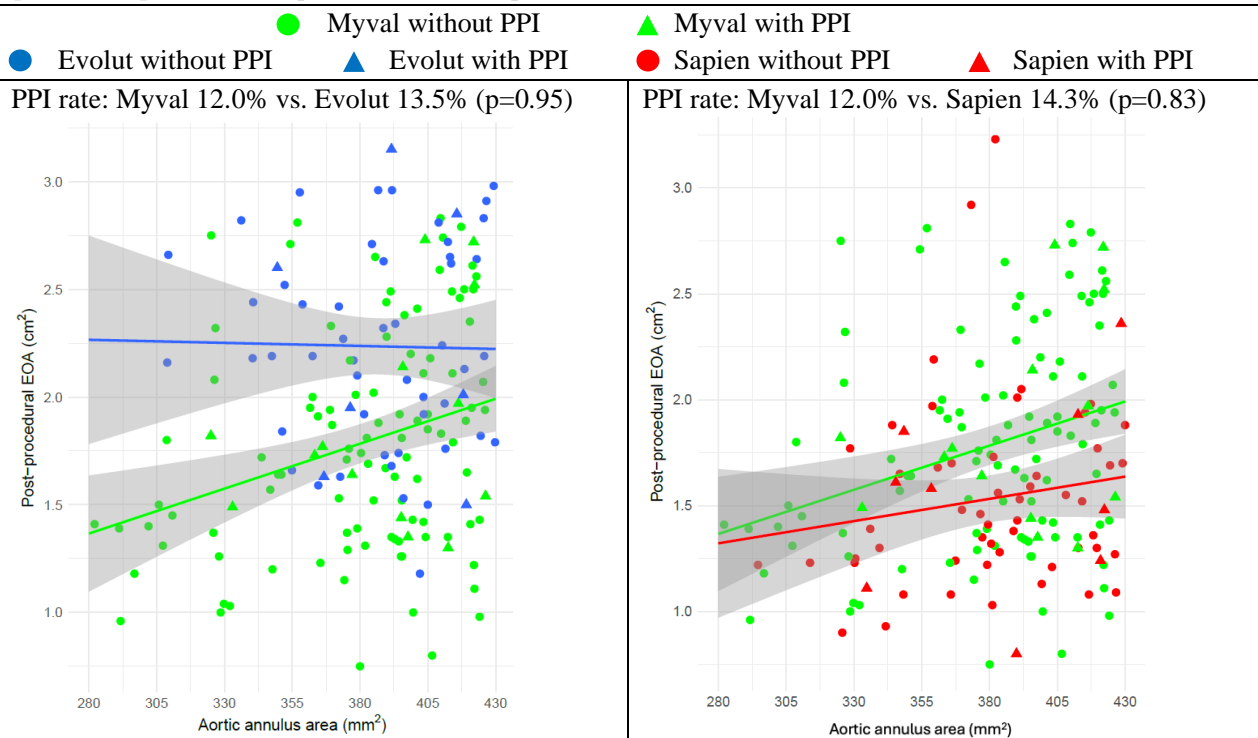 Myval without PPI Myval with PPI
Evolut without PPI Evolut with PPI Sapien without PPI Sapien with PPI
PPI rate: Myval 12.0% vs. Evolut 13.5% (p=0.95)
3.0
2.5
2.0
1.5
1.0
Post−procedural EOA (cm²)
280 305 330 355 380 405 430
Aortic annulus area (mm²)
PPI rate: Myval 12.0% vs. Sapien 14.3% (p=0.83)
3.0
2.5
2.0
1.5
1.0
Post−procedural EOA (cm²)
280 305 330 355 380 405 430
Aortic annulus area (mm²)